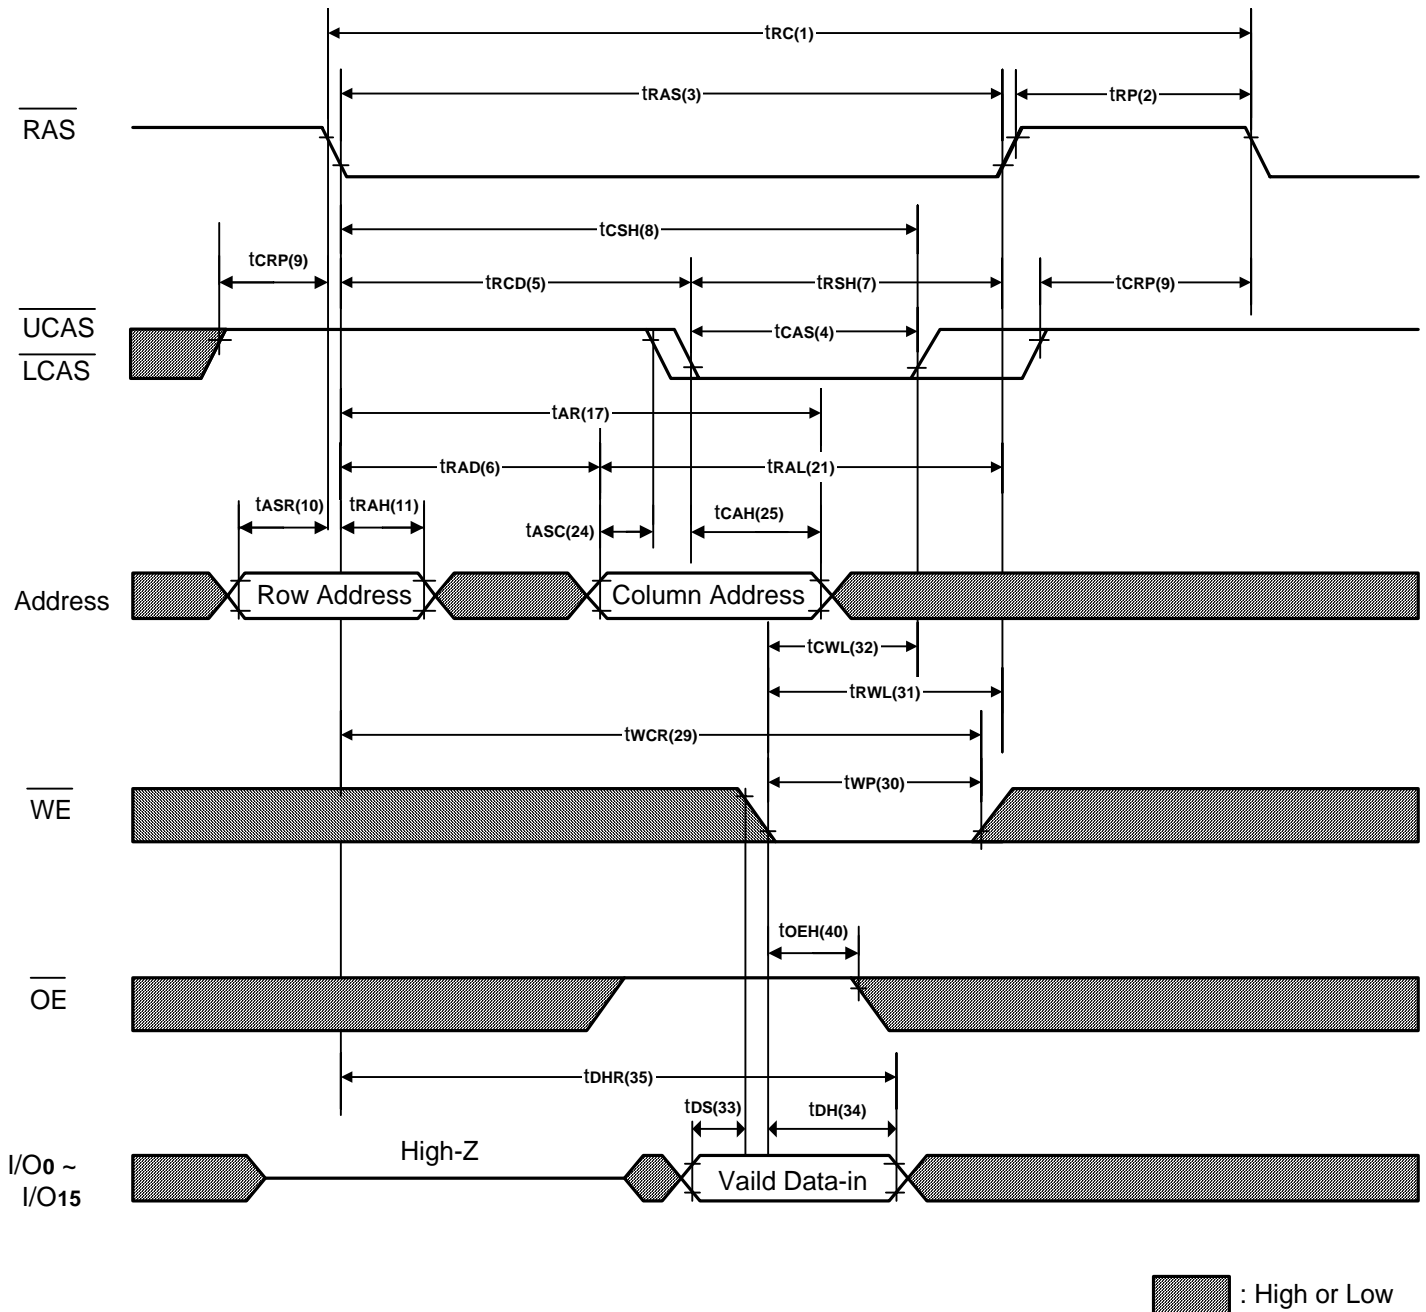 tRC(1)
tRAS(3)
tRP(2)
RAS
tCSH(8)
tCRP(9)
tRCD(5)
tRSH(7)
tCRP(9)
UCAS
LCAS
tCAS(4)
tAR(17)
tRAD(6)
tRAL(21)
tASR(10)
tRAH(11)
tASC(24)
tCAH(25)
Address
Row Address
Column Address
tCWL(32)
tRWL(31)
tWCR(29)
WE
tWP(30)
tOEH(40)
OE
tDHR(35)
tDS(33)
tDH(34)
I/O0 ~
I/O15
High-Z
Vaild Data-in
: High or Low